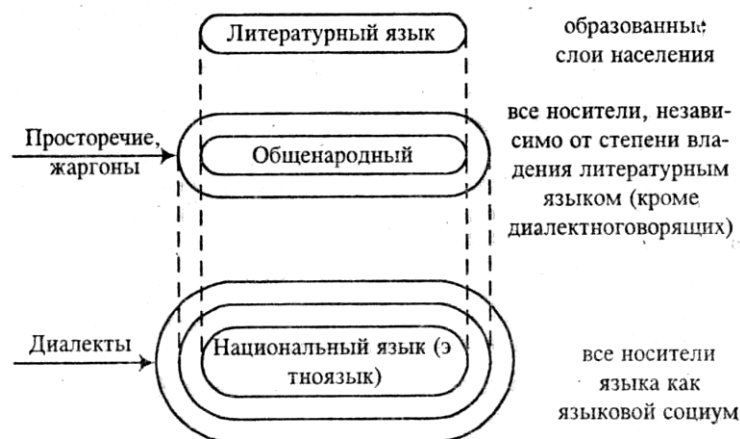 Литературный язык
образованные
слои населения
Просторечие,
жаргоны
Общенародный
все носители, незави-
симо от степени вла-
дения литературным
языком (кроме
диалектноговорящих)
Диалекты
Национальный язык (э
тноязык)
все носители
языка как
языковой социум